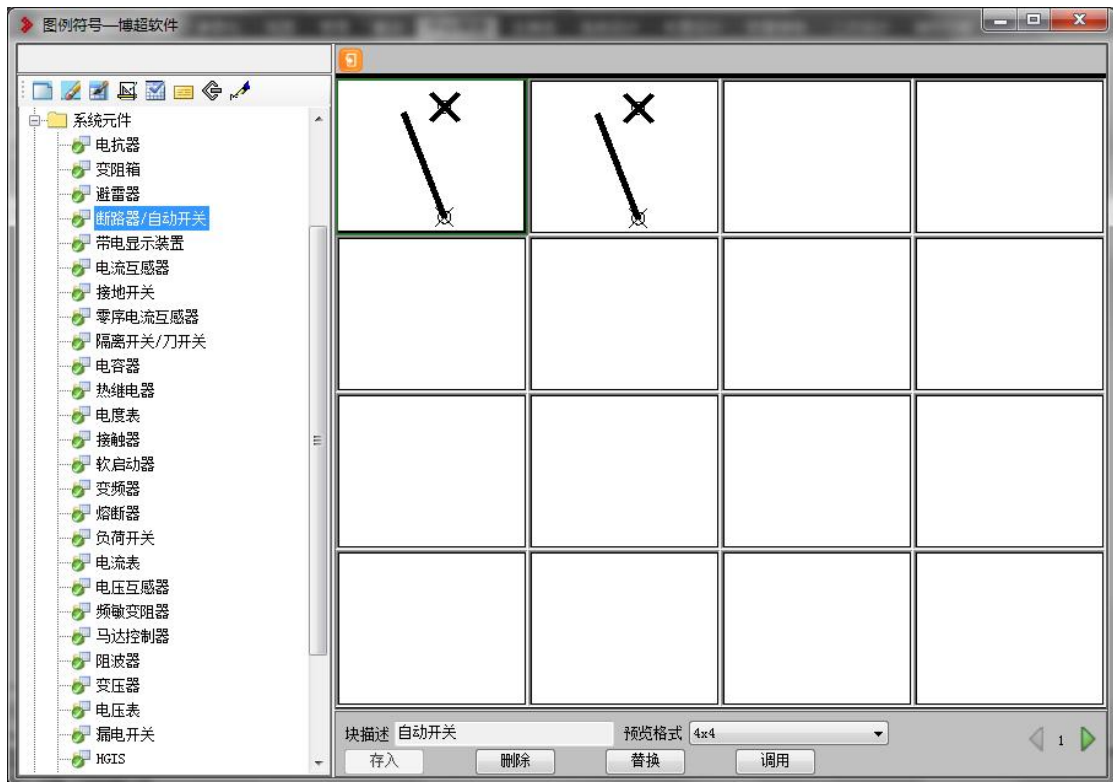 图例符号—博超软件
系统元件
电抗器
变阻箱
避雷器
断路器/自动开关
带电显示装置
电流互感器
接地开关
零序电流互感器
隔离开关/刀开关
电容器
热继电器
电度表
接触器
软启动器
变频器
熔断器
负荷开关
电流表
电压互感器
频敏变阻器
马达控制器
阻波器
变压器
电压表
漏电开关
HGIS
块描述 自动开关 预览格式 4x4
1
存入 删除 替换 调用